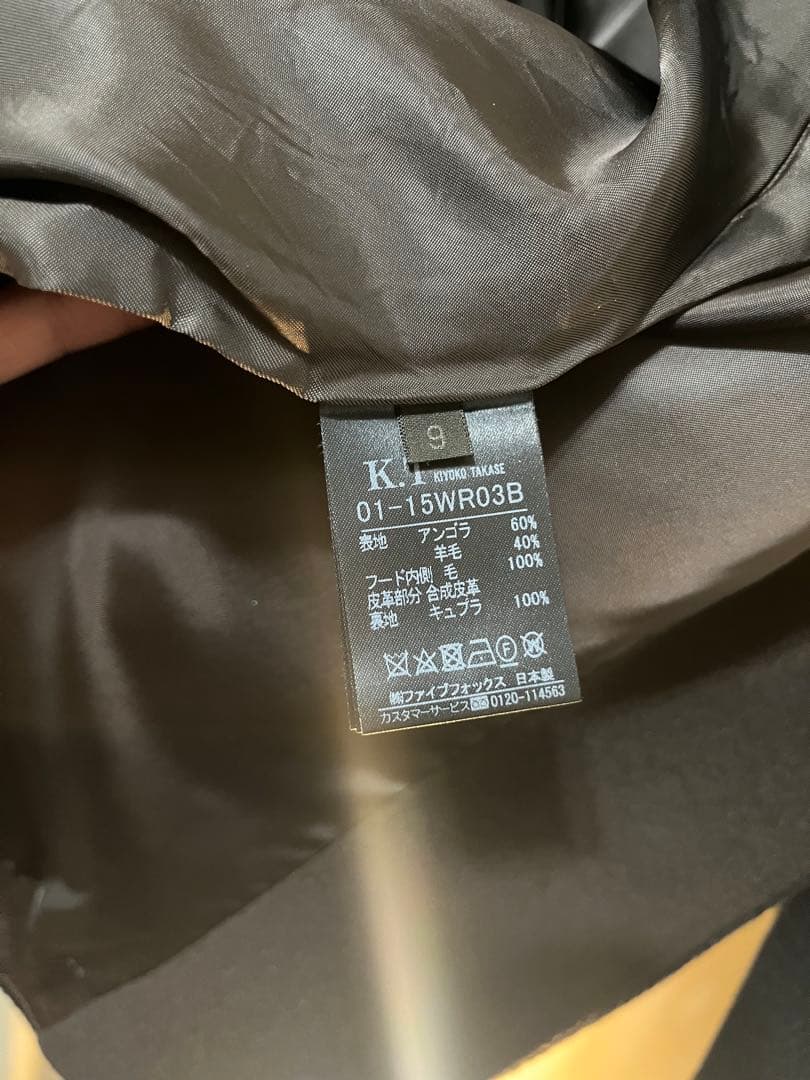 9
K.T KIYOKO TAKASE
01-15WR03B
表地 アンゴラ 60%
羊毛 40%
フード内側 毛 100%
皮革部分 合成皮革
裏地 キュプラ 100%
F W
㈱ファイブフォックス 日本製
カスタマーサービス 0120-114563